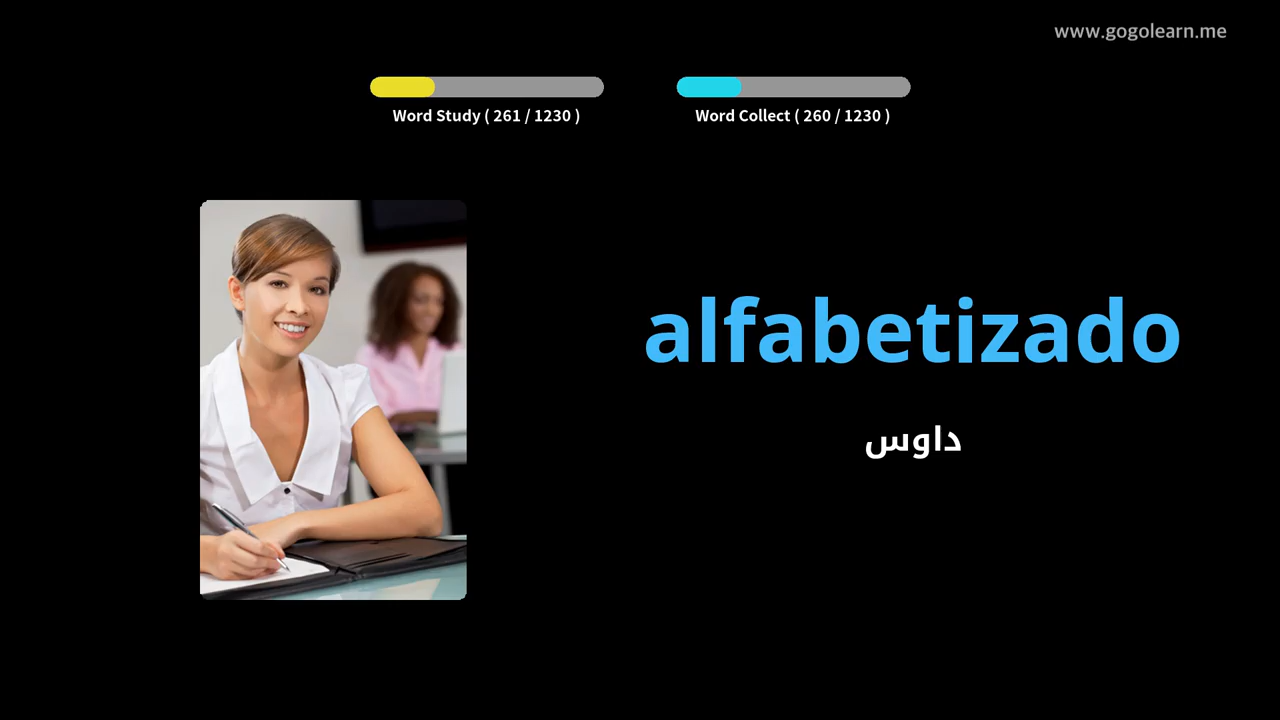 www.gogolearn.me
Word Study ( 261 / 1230 )
Word Collect ( 260 / 1230 )
alfabetizado
داوس